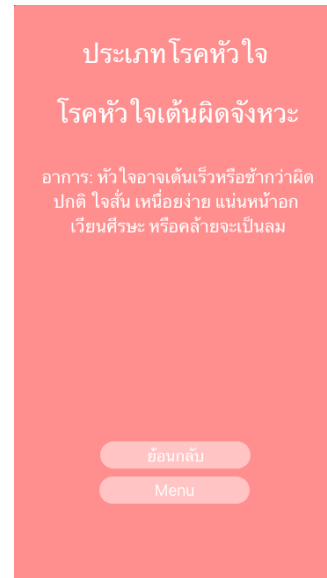 ประเภทโรคหัวใจ
โรคหัวใจเต้นผิดจังหวะ
อาการ: หัวใจอาจเต้นเร็วหรือช้ากว่าผิด
ปกติ ใจสั่น เหนื่อยง่าย แน่นหน้าอก
เวียนศีรษะ หรือคล้ายจะเป็นลม
ย้อนกลับ
Menu